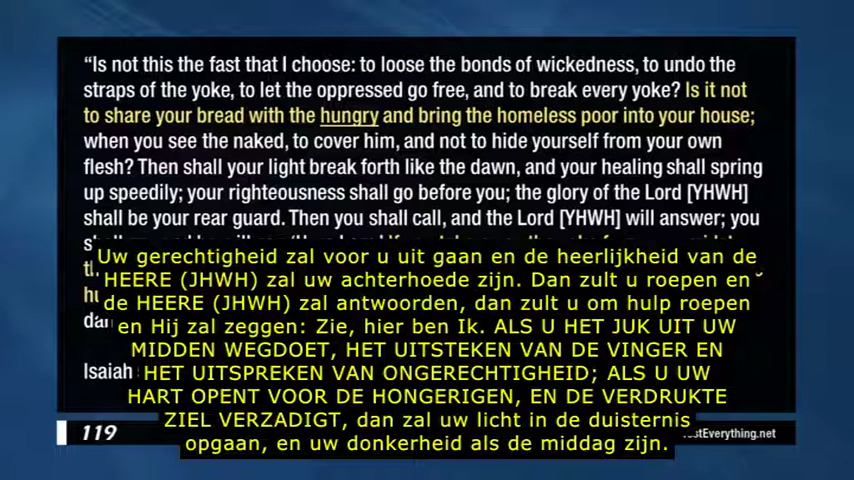 “Is not this the fast that I choose: to loose the bonds of wickedness, to undo the
straps of the yoke, to let the oppressed go free, and to break every yoke? Is it not
to share your bread with the hungry and bring the homeless poor into your house;
when you see the naked, to cover him, and not to hide yourself from your own
flesh? Then shall your light break forth like the dawn, and your healing shall spring
up speedily; your righteousness shall go before you; the glory of the Lord [YHWH]
shall be your rear guard. Then you shall call, and the Lord [YHWH] will answer; you
Uw gerechtigheid zal voor u uit gaan en de heerlijkheid van de
HEERE (JHWH) zal uw achterhoede zijn. Dan zult u roepen en
de HEERE (JHWH) zal antwoorden, dan zult u om hulp roepen
en Hij zal zeggen: Zie, hier ben Ik. ALS U HET JUK UIT UW
MIDDEN WEGDOET, HET UITSTEKEN VAN DE VINGER EN
Isaiah
HET UITSPREKEN VAN ONGERECHTIGHEID; ALS U UW
HART OPENT VOOR DE HONGERIGEN, EN DE VERDRUKTE
ZIEL VERZADIGT, dan zal uw licht in de duisternis
opgaan, en uw donkerheid als de middag zijn.
119
stEverything.net